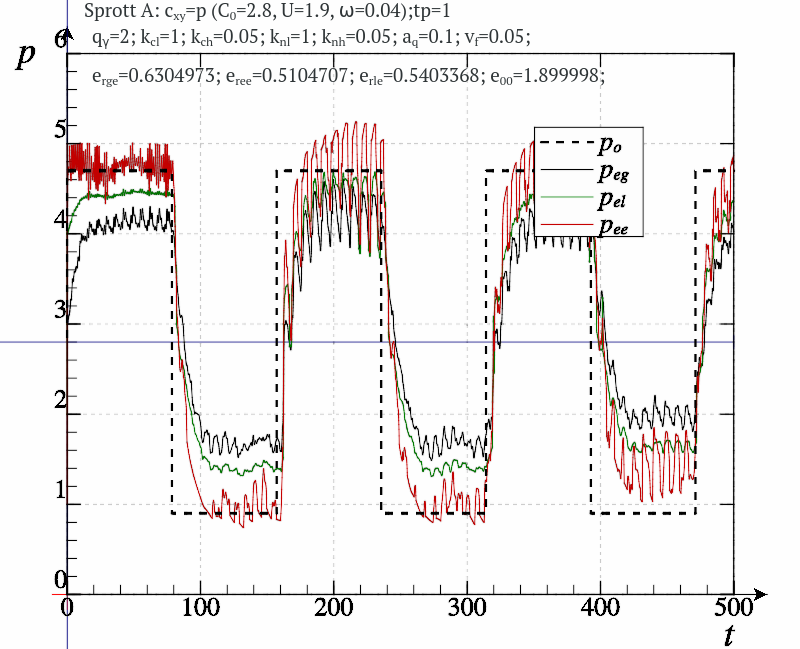 Sprott A: cxy=p (C0=2.8, U=1.9, ω=0.04);tp=1
qγ=2; kcl=1; kch=0.05; knl=1; knh=0.05; aq=0.1; vf=0.05;
p
6
erge=0.6304973; eree=0.5104707; erle=0.5403368; e00=1.899998;
5
po
peg
pel
pee
4
3
2
1
0
0 100 200 300 400 500
t